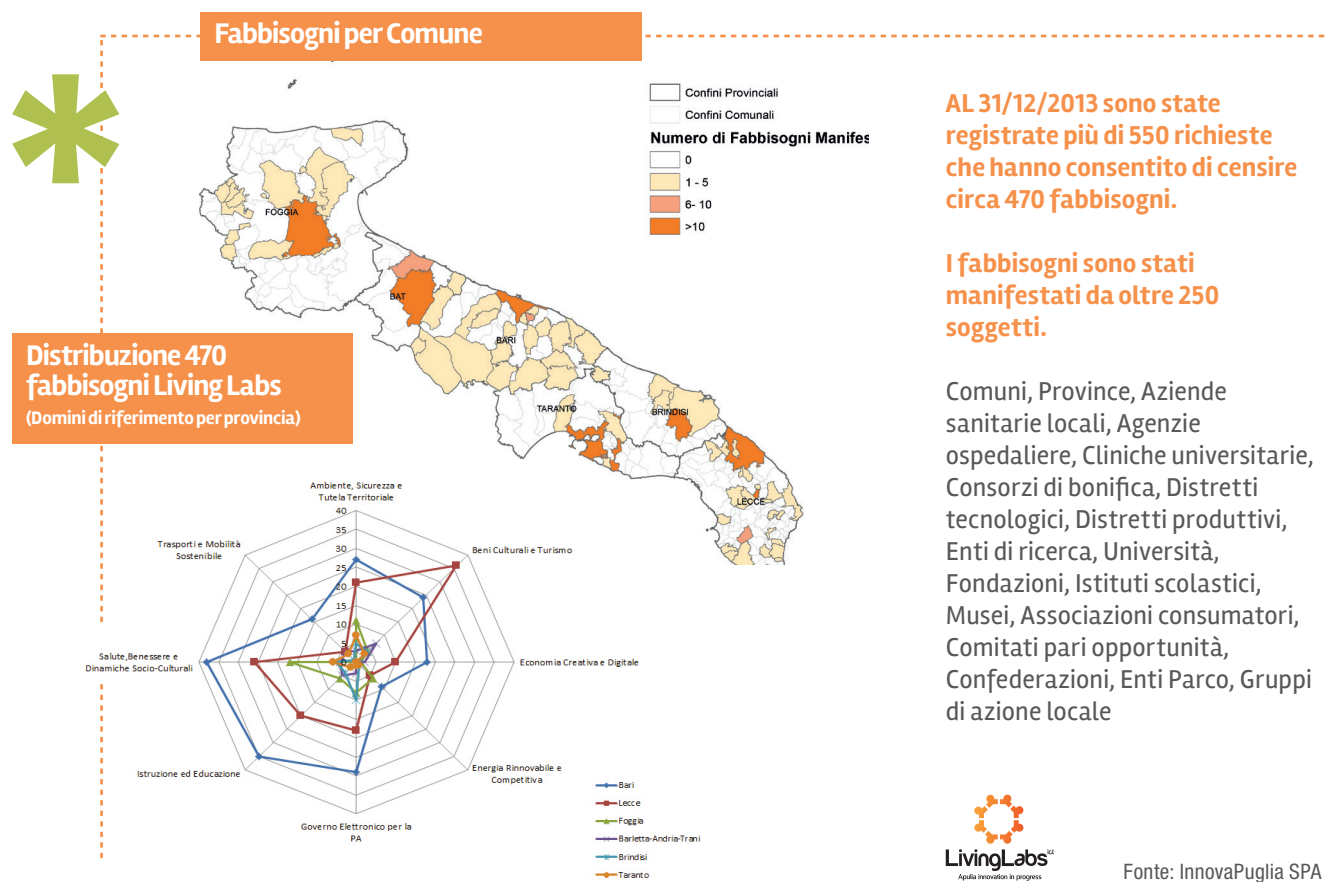 Fabbisogni per Comune
Confini Provinciali
Confini Comunali
Numero di Fabbisogni Manifes
0
1 - 5
6- 10
>10
FOGGIA
BAT
BARI
TARANTO
BRINDISI
LECCE
AL 31/12/2013 sono state
registrate più di 550 richieste
che hanno consentito di censire
circa 470 fabbisogni.
I fabbisogni sono stati
manifestati da oltre 250
soggetti.
Comuni, Province, Aziende
sanitarie locali, Agenzie
ospedaliere, Cliniche universitarie,
Consorzi di bonifica, Distretti
tecnologici, Distretti produttivi,
Enti di ricerca, Università,
Fondazioni, Istituti scolastici,
Musei, Associazioni consumatori,
Comitati pari opportunità,
Confederazioni, Enti Parco, Gruppi
di azione locale
Distribuzione 470
fabbisogni Living Labs
(Domini di riferimento per provincia)
Ambiente, Sicurezza e
Tutela Territoriale
40
35
30
25
20
15
10
5
0
Beni Culturali e Turismo
Economia Creativa e Digitale
Energia Rinnovabile e
Competitiva
Governo Elettronico per la
PA
Istruzione ed Educazione
Salute,Benessere e
Dinamiche Socio-Culturali
Trasporti e Mobilità
Sostenibile
Bari
Lecce
Foggia
Barletta-Andria-Trani
Brindisi
Taranto
LivingLabs ict
Apulia innovation in progress
Fonte: InnovaPuglia SPA